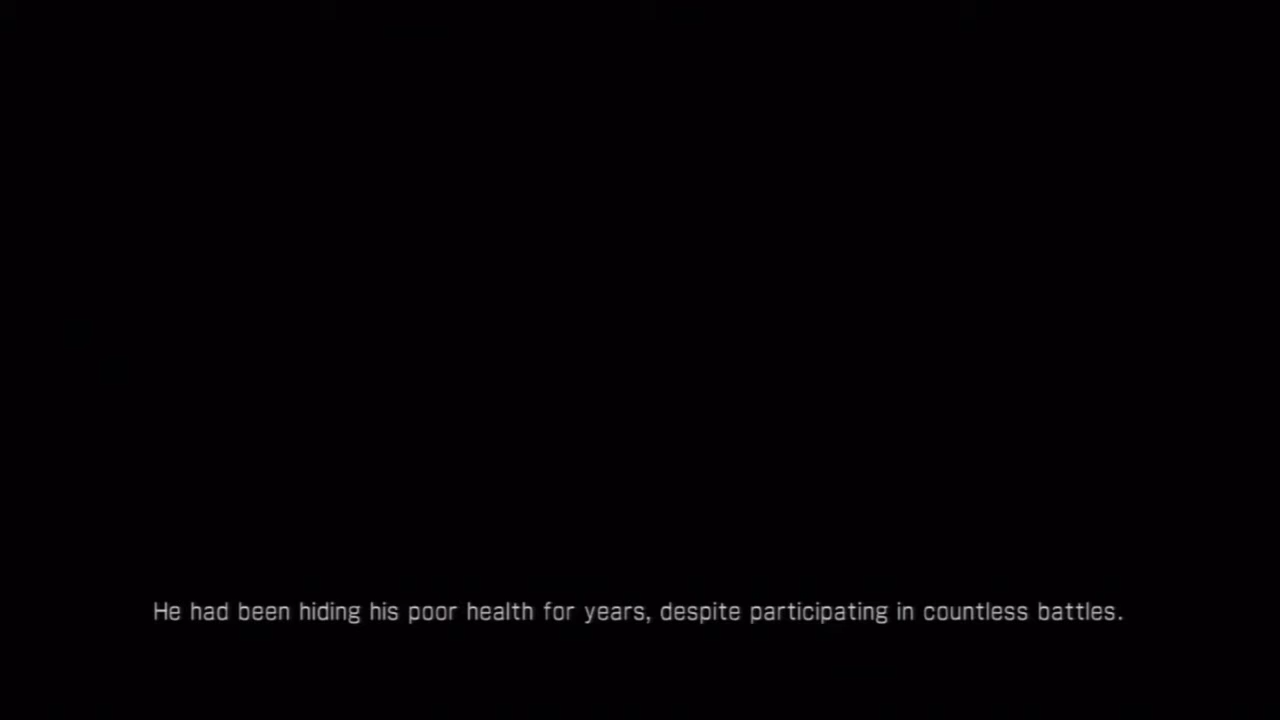 He had been hiding his poor health for years, despite participating in countless battles.